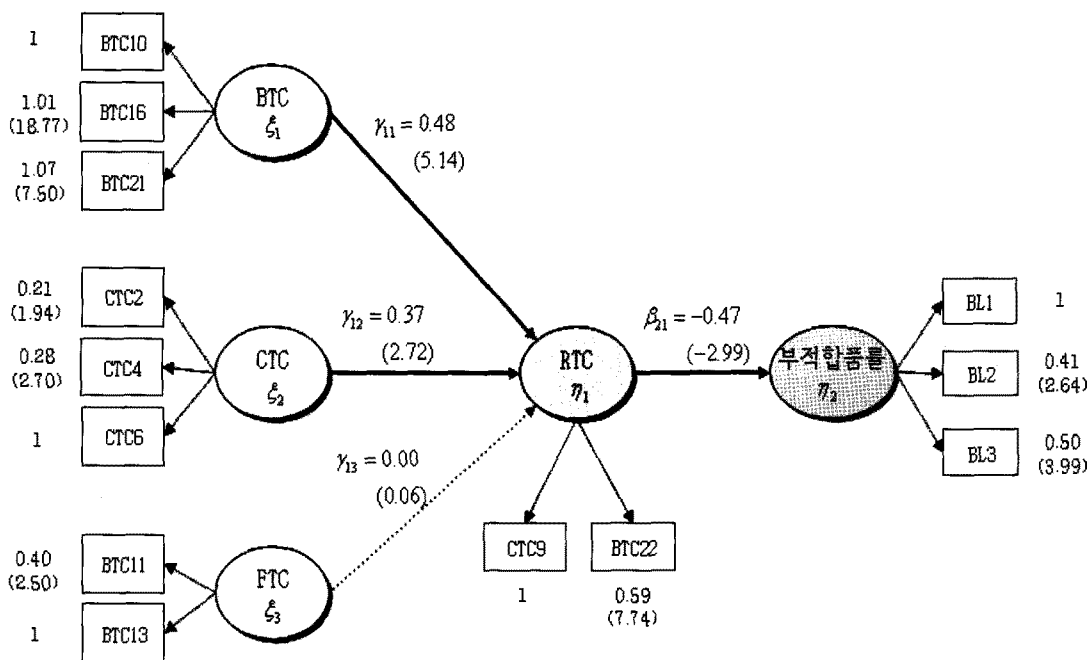 1
BTC10
1.01
(18.77)
BTC16
1.07
(7.50)
BTC21
BTC
ξ₁
γ₁₁ = 0.48
(5.14)
0.21
(1.94)
CTC2
0.28
(2.70)
CTC4
1
CTC6
CTC
ξ₂
γ₁₂ = 0.37
(2.72)
RTC
η₁
β₂₁ = −0.47
(−2.99)
부적합품률
η₂
BL1
1
BL2
0.41
(2.64)
BL3
0.50
(3.99)
γ₁₃ = 0.00
(0.06)
0.40
(2.50)
BTC11
1
BTC13
FTC
ξ₃
CTC9
BTC22
1
0.59
(7.74)